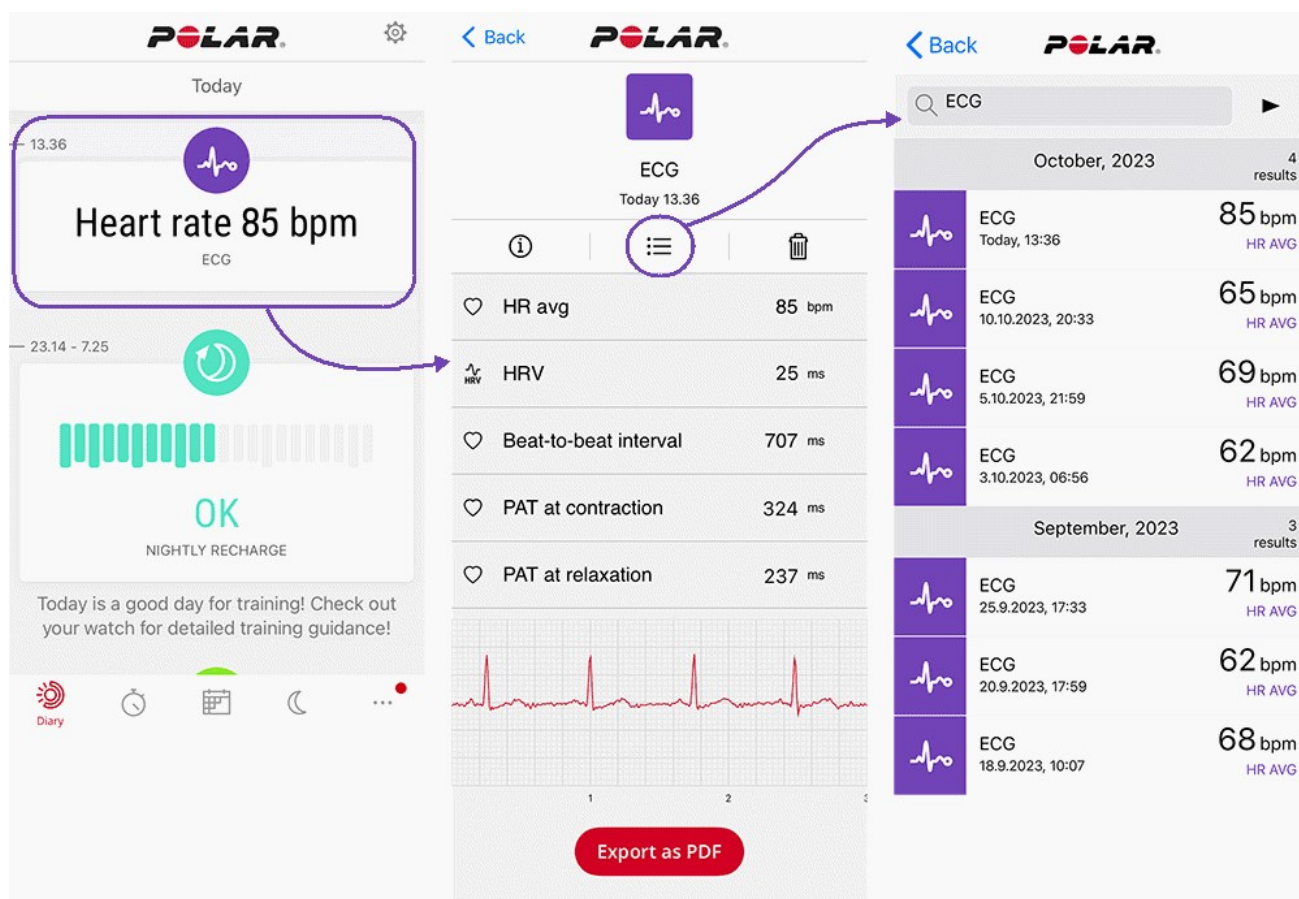 POLAR.
Today
13.36
Heart rate 85 bpm
ECG
23.14 - 7.25
OK
NIGHTLY RECHARGE
Today is a good day for training! Check out
your watch for detailed training guidance!
Diary
Back
POLAR.
ECG
Today 13.36
HR avg 85 bpm
HRV HRV 25 ms
Beat-to-beat interval 707 ms
PAT at contraction 324 ms
PAT at relaxation 237 ms
1 2 3
Export as PDF
Back
POLAR.
ECG
October, 2023 4
results
ECG 85 bpm
Today, 13:36 HR AVG
ECG 65 bpm
10.10.2023, 20:33 HR AVG
ECG 69 bpm
5.10.2023, 21:59 HR AVG
ECG 62 bpm
3.10.2023, 06:56 HR AVG
September, 2023 3
results
ECG 71 bpm
25.9.2023, 17:33 HR AVG
ECG 62 bpm
20.9.2023, 17:59 HR AVG
ECG 68 bpm
18.9.2023, 10:07 HR AVG